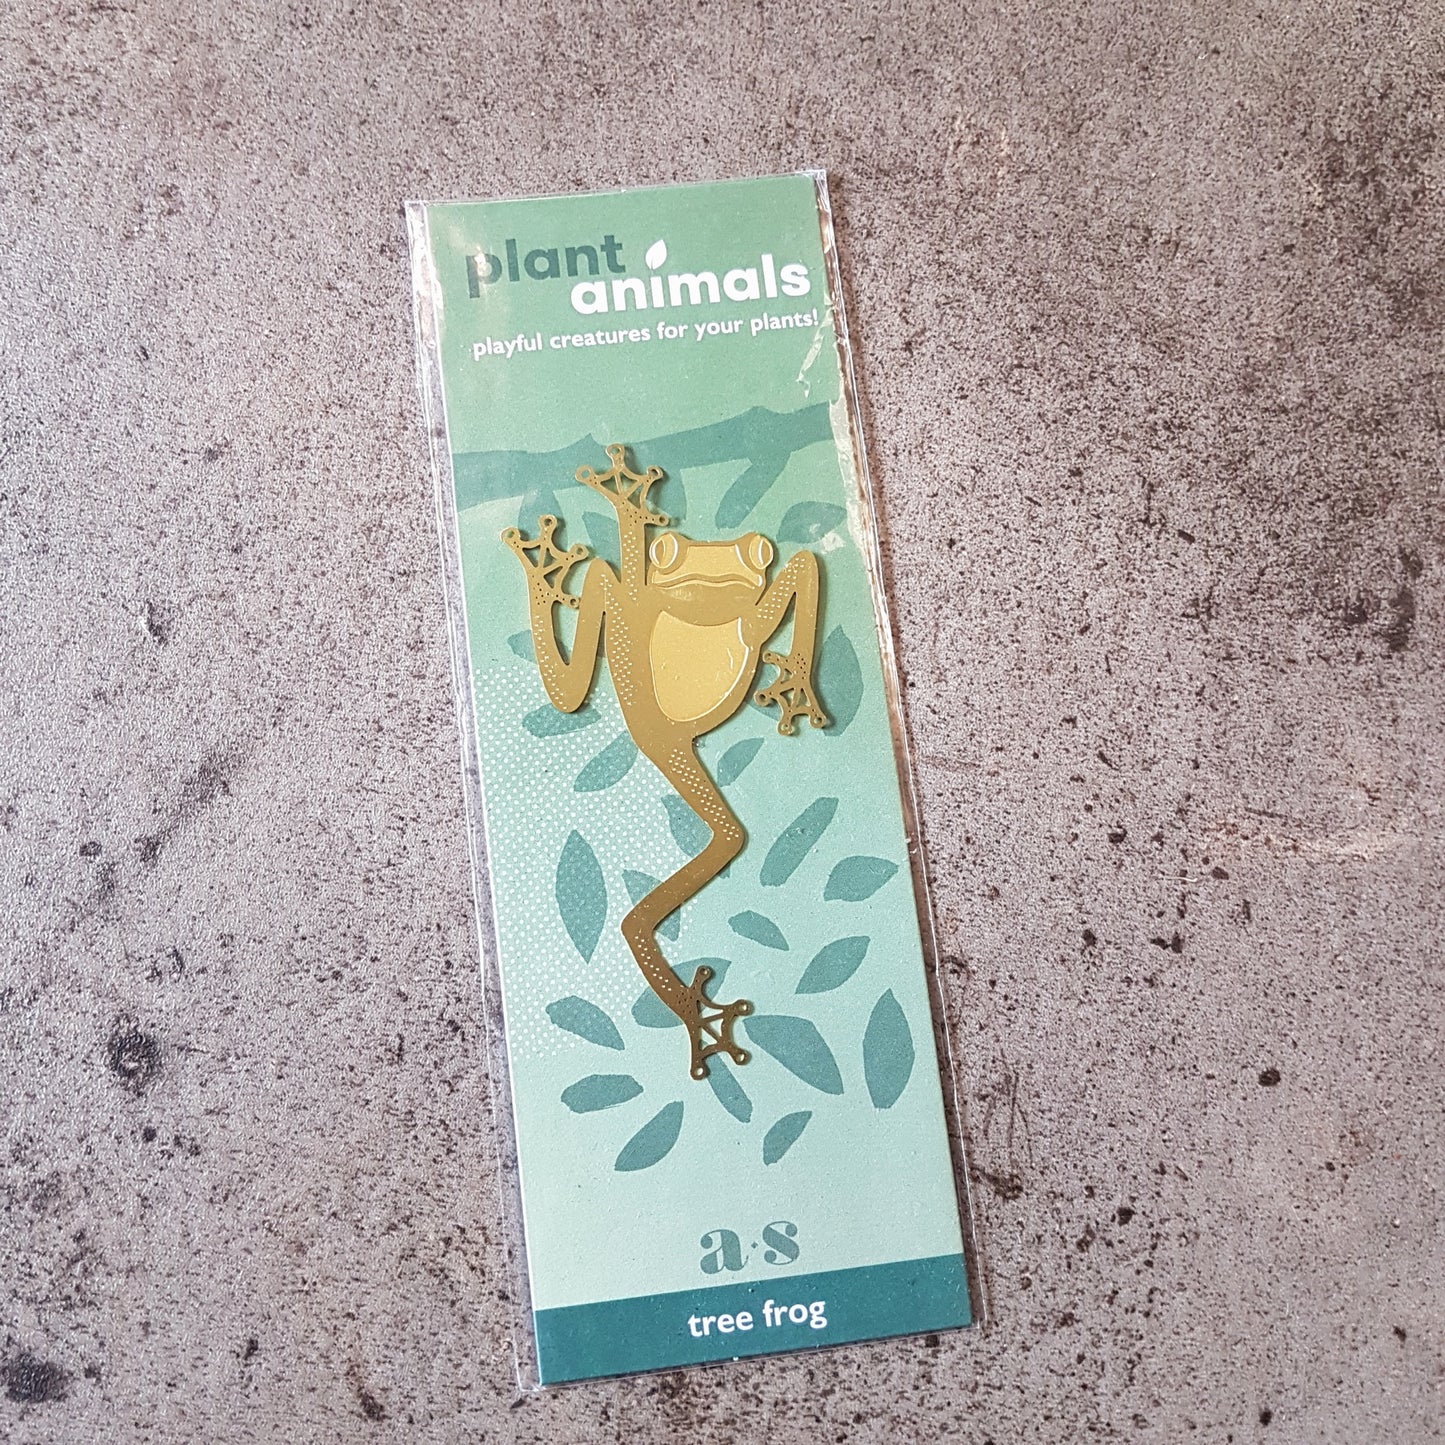 plant
animals
playful creatures for your plants!
a·s
tree frog